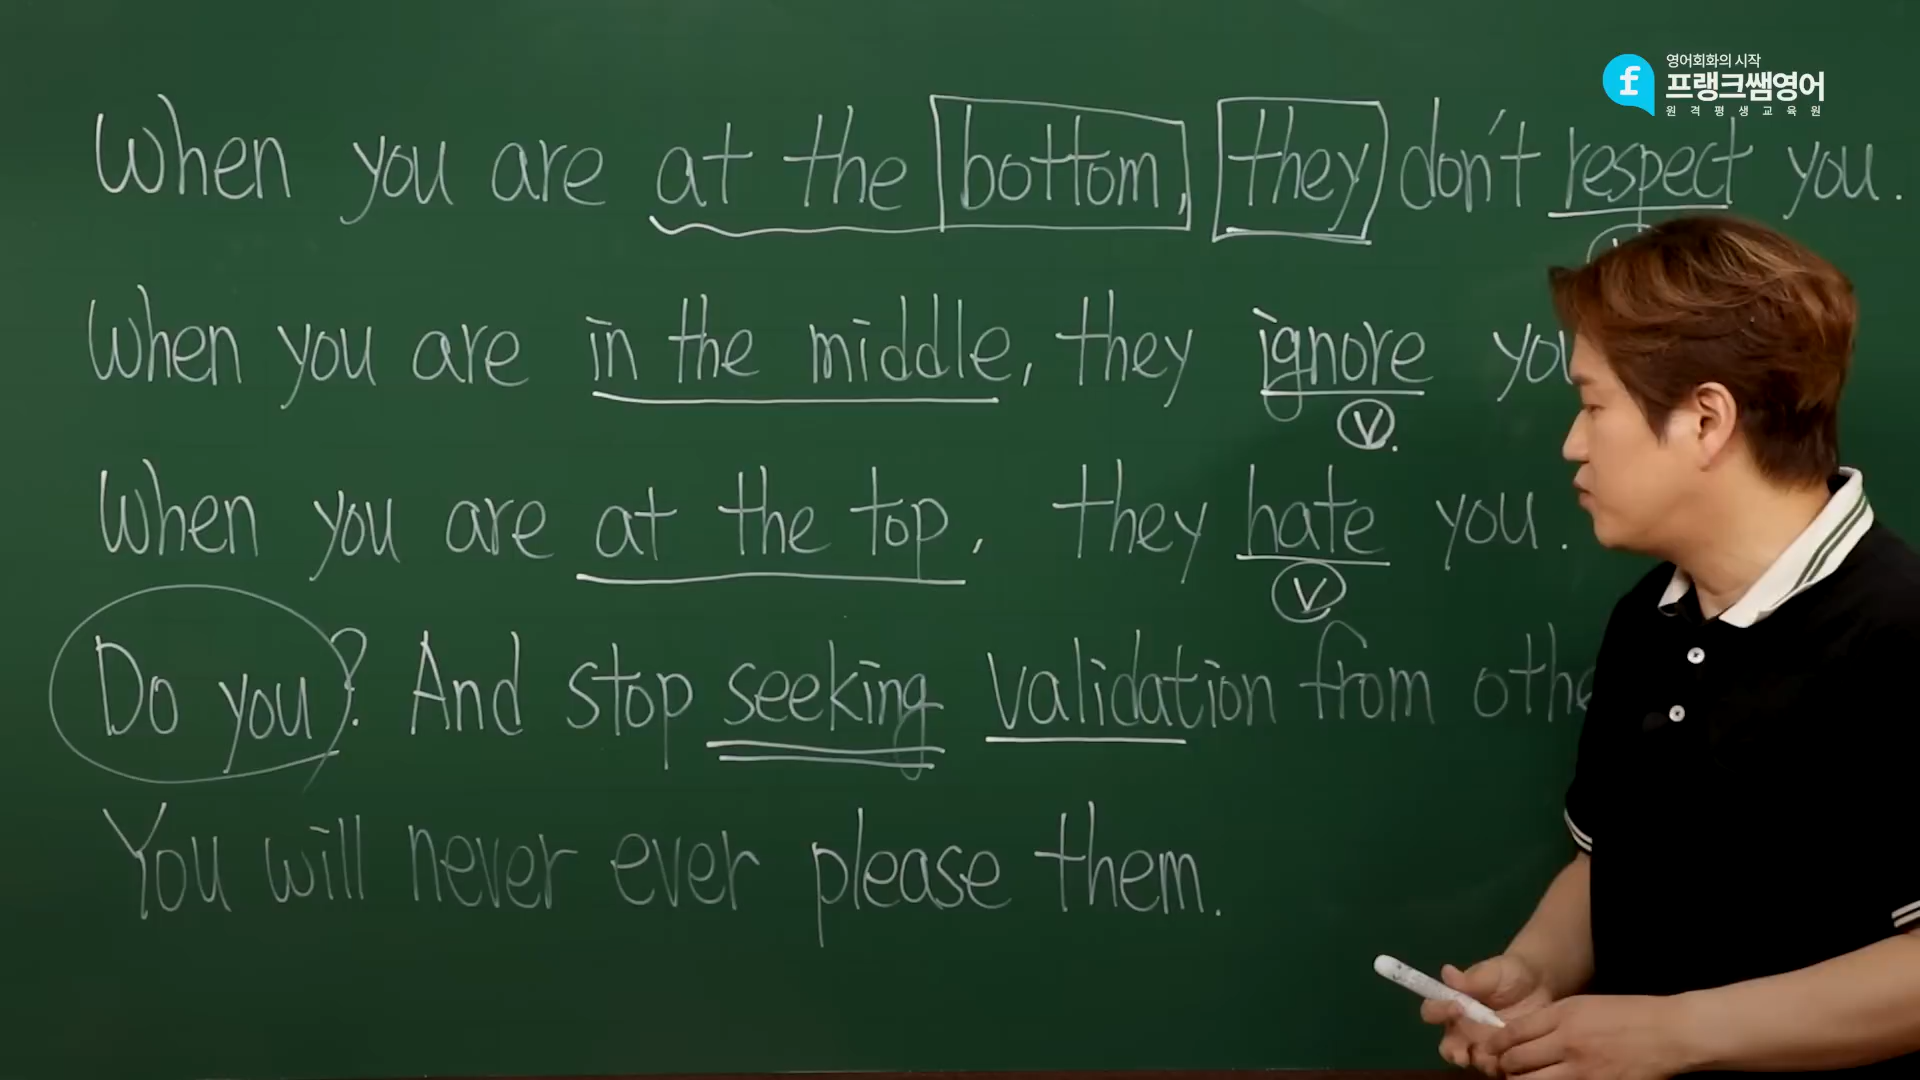 영어회화의 시작
프랭크쌤영어
원격평생교육원
When you are at the bottom, they don't respect you.
When you are in the middle, they ignore
V.
When you are at the top, they hate you.
V
Do you? And stop seeking validation from
You will never ever please them.